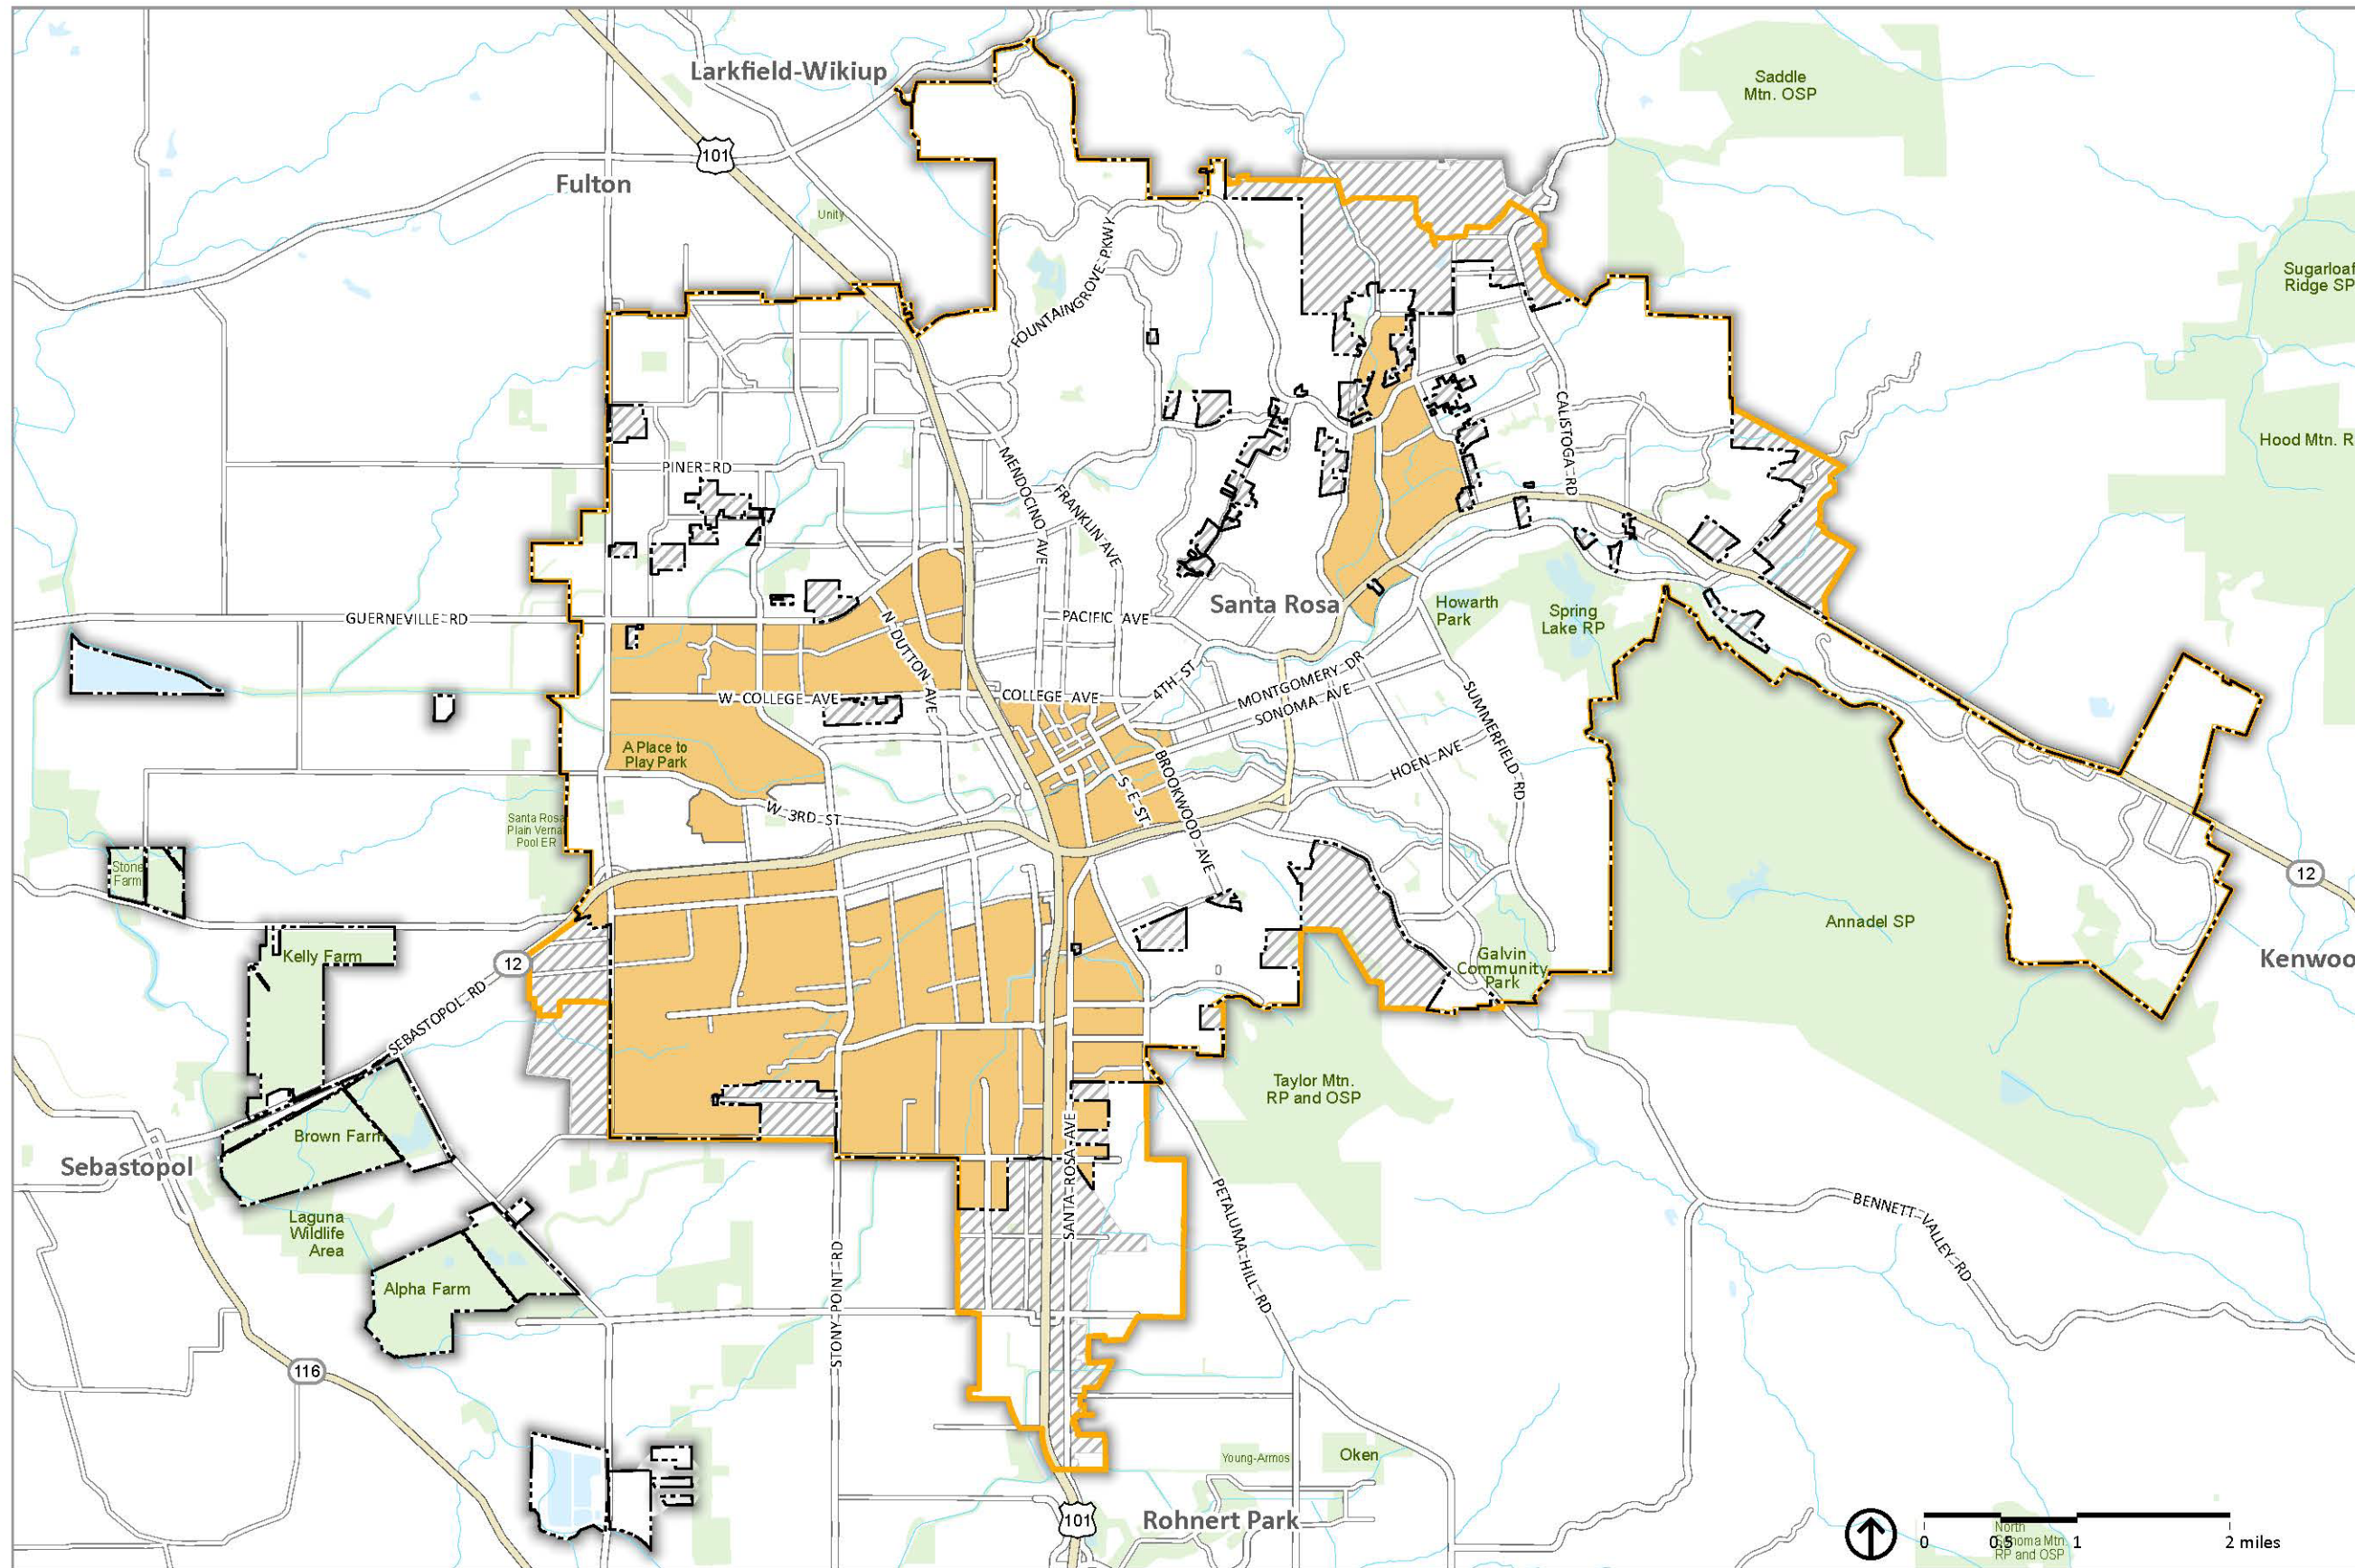 Larkfield-Wikiup
Saddle
Mtn. OSP
101
Fulton
Unity
FOUNTAINGROVE PKWY
Sugarloaf
Ridge SP
CALISTOGA RD
Hood Mtn. R
PINER RD
MENDOCINO AVE
FRANKLIN AVE
GUERNEVILLE RD
N DUTTON AVE
PACIFIC AVE
Santa Rosa
Howarth
Park
Spring
Lake RP
W COLLEGE AVE
COLLEGE AVE
4TH ST
MONTGOMERY DR
SONOMA AVE
SUMMERFIELD RD
A Place to
Play Park
HOEN AVE
BROOKWOOD AVE
S E ST
W 3RD ST
Santa Rosa
Plain Vernal
Pool ER
Stone
Farm
12
Annadel SP
Kelly Farm
12
Galvin
Community
Park
Kenwoo
SEBASTOPOL RD
Taylor Mtn.
RP and OSP
Brown Farm
SANTA ROSA AVE
Sebastopol
Laguna
Wildlife
Area
PETALUMA HILL RD
BENNETT VALLEY RD
Alpha Farm
STONY POINT RD
116
Young-Armos
Oken
101
Rohnert Park
North
Sonoma Mtn.
RP and OSP
0 0.5 1 2 miles